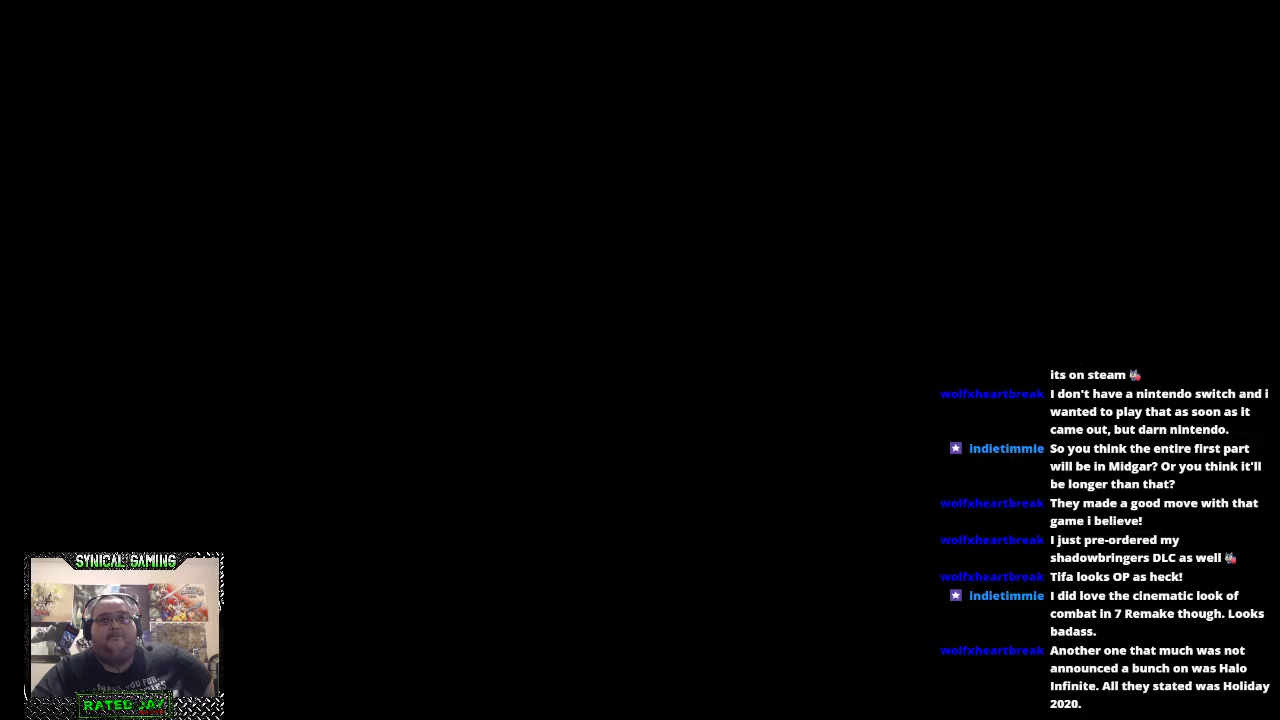 its on steam
wolfxheartbreak I don't have a nintendo switch and i
wanted to play that as soon as it
came out, but darn nintendo.
indietimmie So you think the entire first part
will be in Midgar? Or you think it'll
be longer than that?
wolfxheartbreak They made a good move with that
game i believe!
wolfxheartbreak I just pre-ordered my
shadowbringers DLC as well
wolfxheartbreak Tifa looks OP as heck!
indietimmie I did love the cinematic look of
combat in 7 Remake though. Looks
badass.
wolfxheartbreak Another one that much was not
announced a bunch on was Halo
Infinite. All they stated was Holiday
2020.
SYNICAL GAMING
THANK YOU FOR
RATED JAY